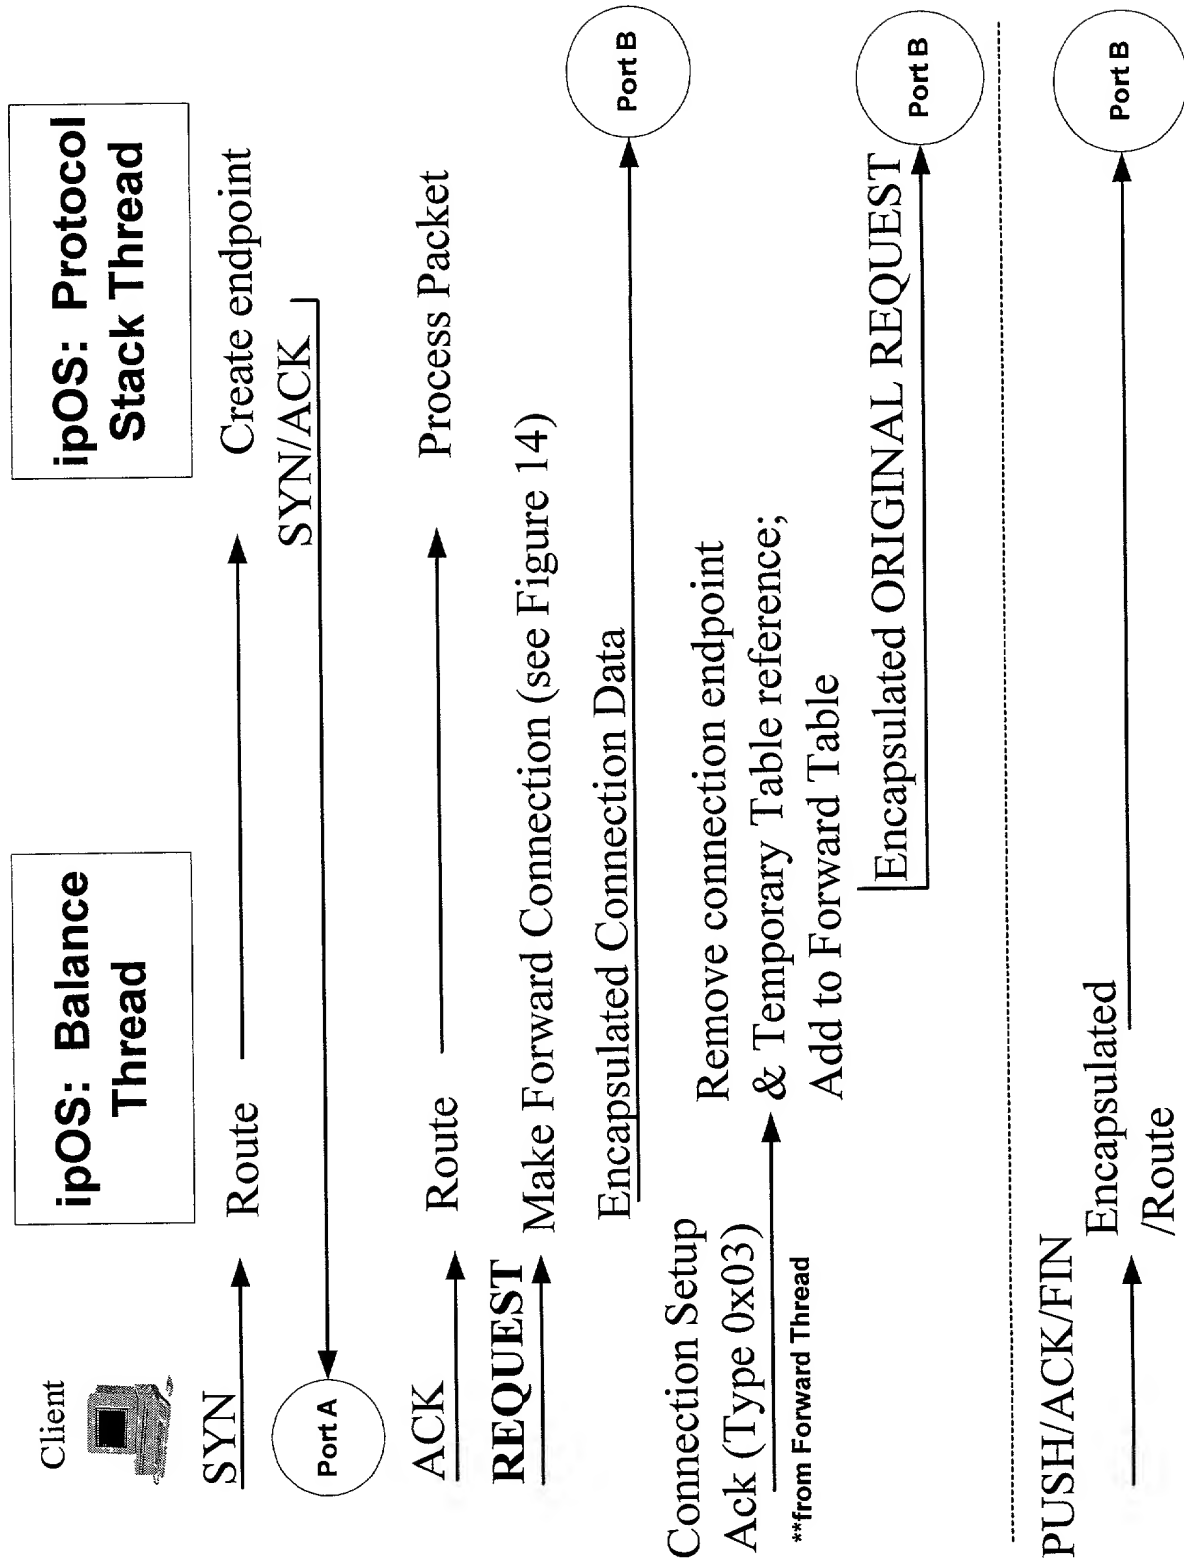 Client
ipOS: Balance
Thread
ipOS: Protocol
Stack Thread
SYN
Route
Create endpoint
SYN/ACK
Port A
ACK
Route
Process Packet
REQUEST
Make Forward Connection (see Figure 14)
Encapsulated Connection Data
Port B
Connection Setup
Ack (Type 0x03)
**from Forward Thread
Remove connection endpoint
& Temporary Table reference;
Add to Forward Table
Encapsulated ORIGINAL REQUEST
Port B
PUSH/ACK/FIN
Encapsulated
/Route
Port B